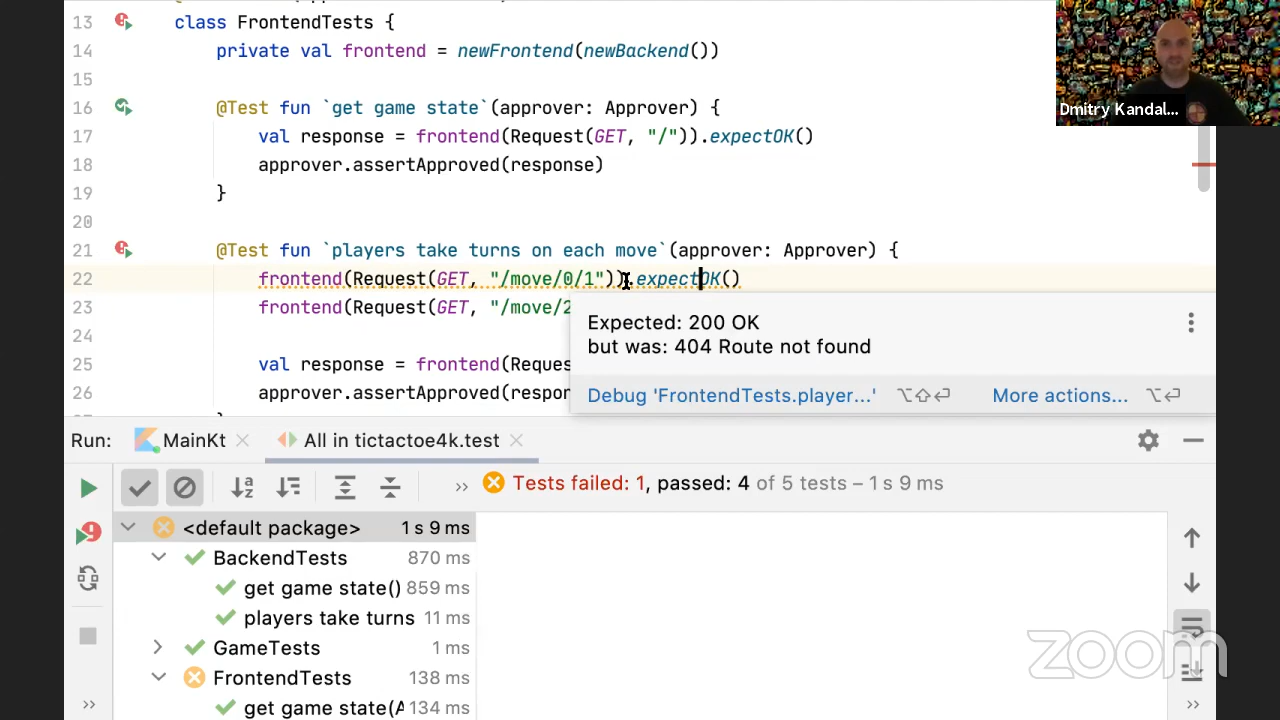 13 class FrontendTests {
14 private val frontend = newFrontend(newBackend())
15
16 @Test fun `get game state`(approver: Approver) {
17 val response = frontend(Request(GET, "/")).expectOK()
18 approver.assertApproved(response)
19 }
20
21 @Test fun `players take turns on each move`(approver: Approver) {
22 frontend(Request(GET, "/move/0/1")).expectOK()
23 frontend(Request(GET, "/move/2
24
25 val response = frontend(Reques
26 approver.assertApproved(respon
Dmitry Kandal...
Expected: 200 OK
but was: 404 Route not found
Debug 'FrontendTests.player...' ⌥⇧⏎ More actions... ⌥⏎
Run: MainKt All in tictactoe4k.test
Tests failed: 1, passed: 4 of 5 tests – 1 s 9 ms
<default package> 1 s 9 ms
BackendTests 870 ms
get game state() 859 ms
players take turns 11 ms
GameTests 1 ms
FrontendTests 138 ms
get game state(A 134 ms
zoom